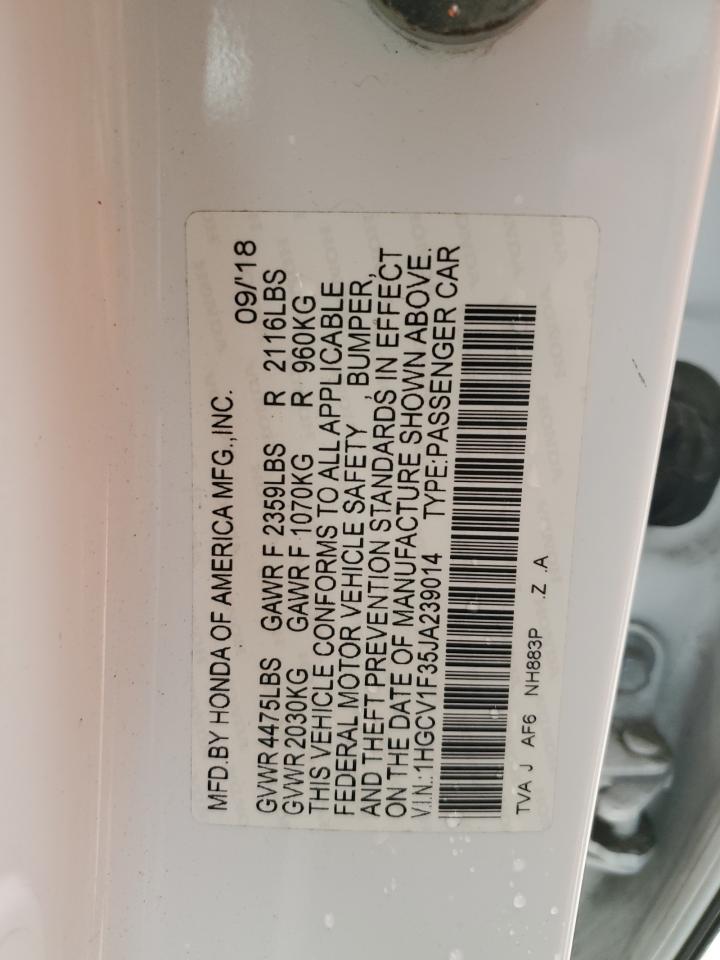 MFD.BY HONDA OF AMERICA MFG.,INC. 09/'18
GVWR 4475LBS GAWR F 2359LBS R 2116LBS
GVWR 2030KG GAWR F 1070KG R 960KG
THIS VEHICLE CONFORMS TO ALL APPLICABLE
FEDERAL MOTOR VEHICLE SAFETY , BUMPER,
AND THEFT PREVENTION STANDARDS IN EFFECT
ON THE DATE OF MANUFACTURE SHOWN ABOVE.
V.I.N.:1HGCV1F35JA239014 TYPE:PASSENGER CAR
TVA J AF6 NH883P .Z .A